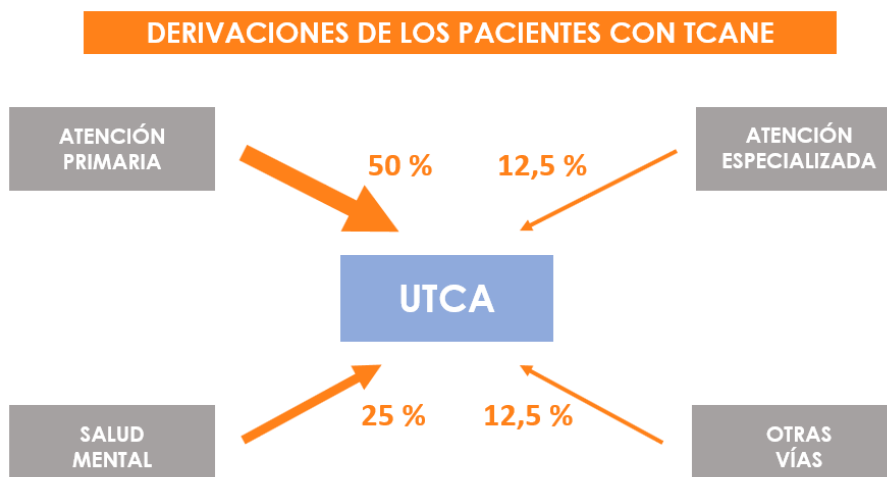 DERIVACIONES DE LOS PACIENTES CON TCANE
ATENCIÓN
PRIMARIA
50 %
12,5 %
ATENCIÓN
ESPECIALIZADA
UTCA
SALUD
MENTAL
25 %
12,5 %
OTRAS
VÍAS